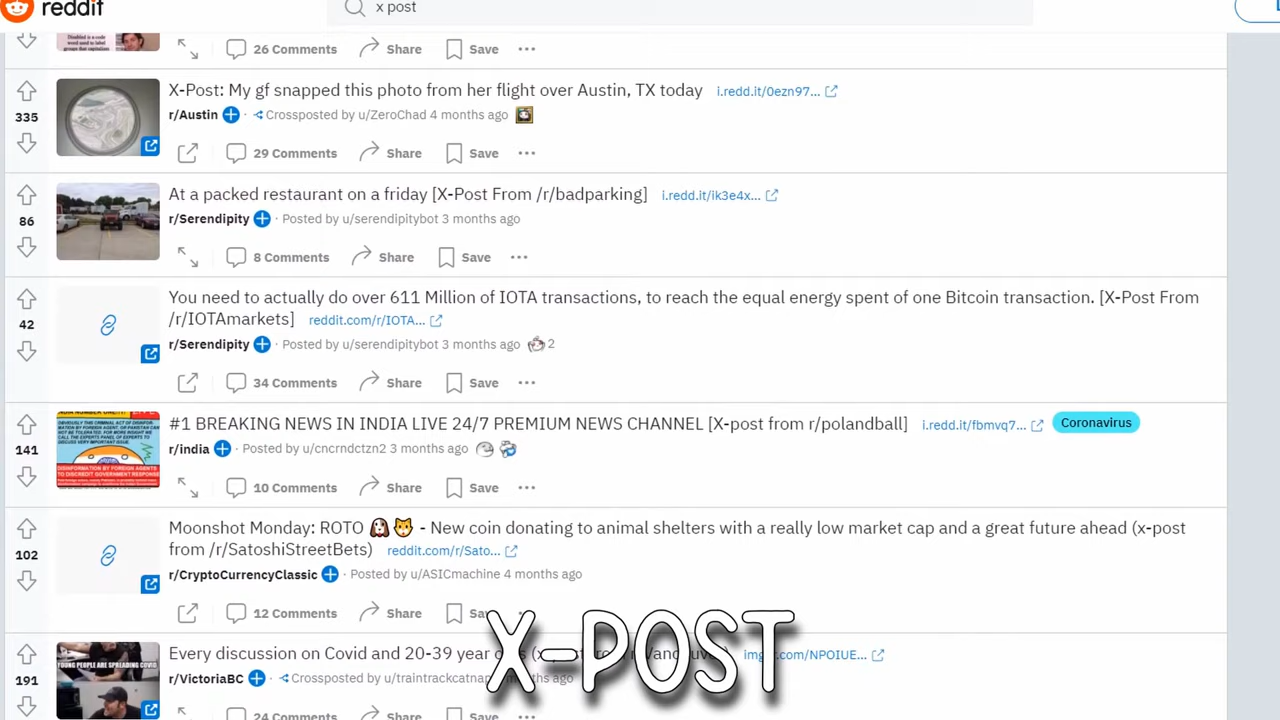 reddit
x post
26 Comments Share Save
X-Post: My gf snapped this photo from her flight over Austin, TX today i.redd.it/0ezn97...
335
r/Austin · Crossposted by u/ZeroChad 4 months ago
29 Comments Share Save
At a packed restaurant on a friday [X-Post From /r/badparking] i.redd.it/ik3e4x...
86
r/Serendipity · Posted by u/serendipitybot 3 months ago
8 Comments Share Save
You need to actually do over 611 Million of IOTA transactions, to reach the equal energy spent of one Bitcoin transaction. [X-Post From
/r/IOTAmarkets] reddit.com/r/IOTA...
42
r/Serendipity · Posted by u/serendipitybot 3 months ago 2
34 Comments Share Save
#1 BREAKING NEWS IN INDIA LIVE 24/7 PREMIUM NEWS CHANNEL [X-post from r/polandball] i.redd.it/fbmvq7... Coronavirus
141
r/india · Posted by u/cncrndctzn2 3 months ago
10 Comments Share Save
Moonshot Monday: ROTO 🐶🐱 - New coin donating to animal shelters with a really low market cap and a great future ahead (x-post
from /r/SatoshiStreetBets) reddit.com/r/Sato...
102
r/CryptoCurrencyClassic · Posted by u/ASICmachine 4 months ago
12 Comments Share
X-POST
Every discussion on Covid and 20-39 year
191
YOUNG PEOPLE ARE SPREADING COVID
r/VictoriaBC · Crossposted by ago
24 Comments Share Save